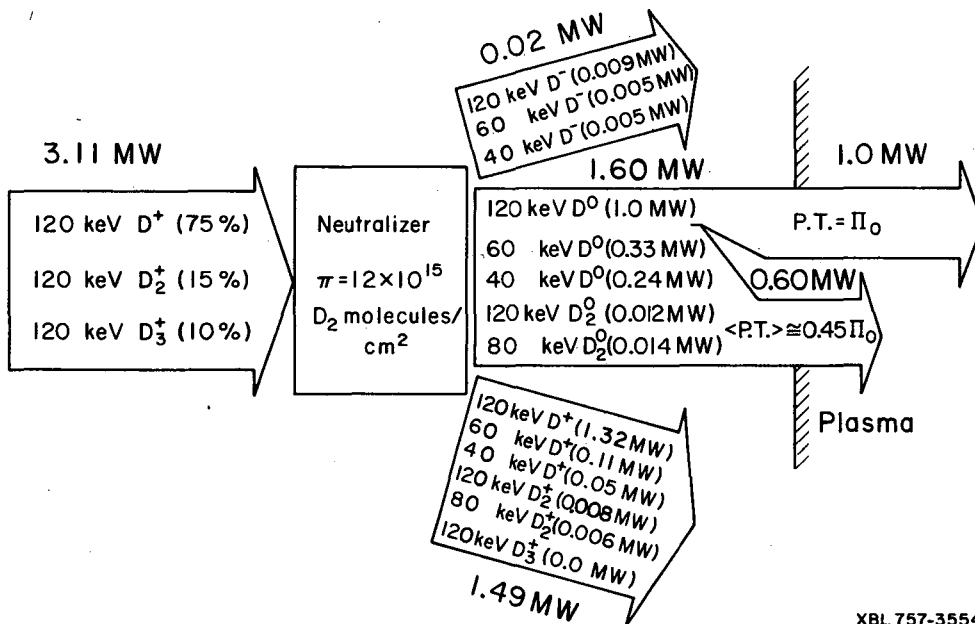 0.02 MW
120 keV D⁻ (0.009 MW)
60 keV D⁻ (0.005 MW)
40 keV D⁻ (0.005 MW)
3.11 MW
120 keV D⁺ (75%)
120 keV D₂⁺ (15%)
120 keV D₃⁺ (10%)
Neutralizer
π=12×10¹⁵
D₂ molecules/
cm²
1.60 MW
120 keV D⁰ (1.0 MW)
60 keV D⁰ (0.33 MW)
40 keV D⁰ (0.24 MW)
120 keV D₂⁰ (0.012 MW)
80 keV D₂⁰ (0.014 MW)
1.0 MW
P.T.=Π₀
0.60 MW
<P.T.>≅0.45Π₀
Plasma
120 keV D⁺ (1.32 MW)
60 keV D⁺ (0.11 MW)
40 keV D⁺ (0.05 MW)
120 keV D₂⁺ (0.008 MW)
80 keV D₂⁺ (0.006 MW)
120 keV D₃⁺ (0.0 MW)
1.49 MW
XBL 757-3554